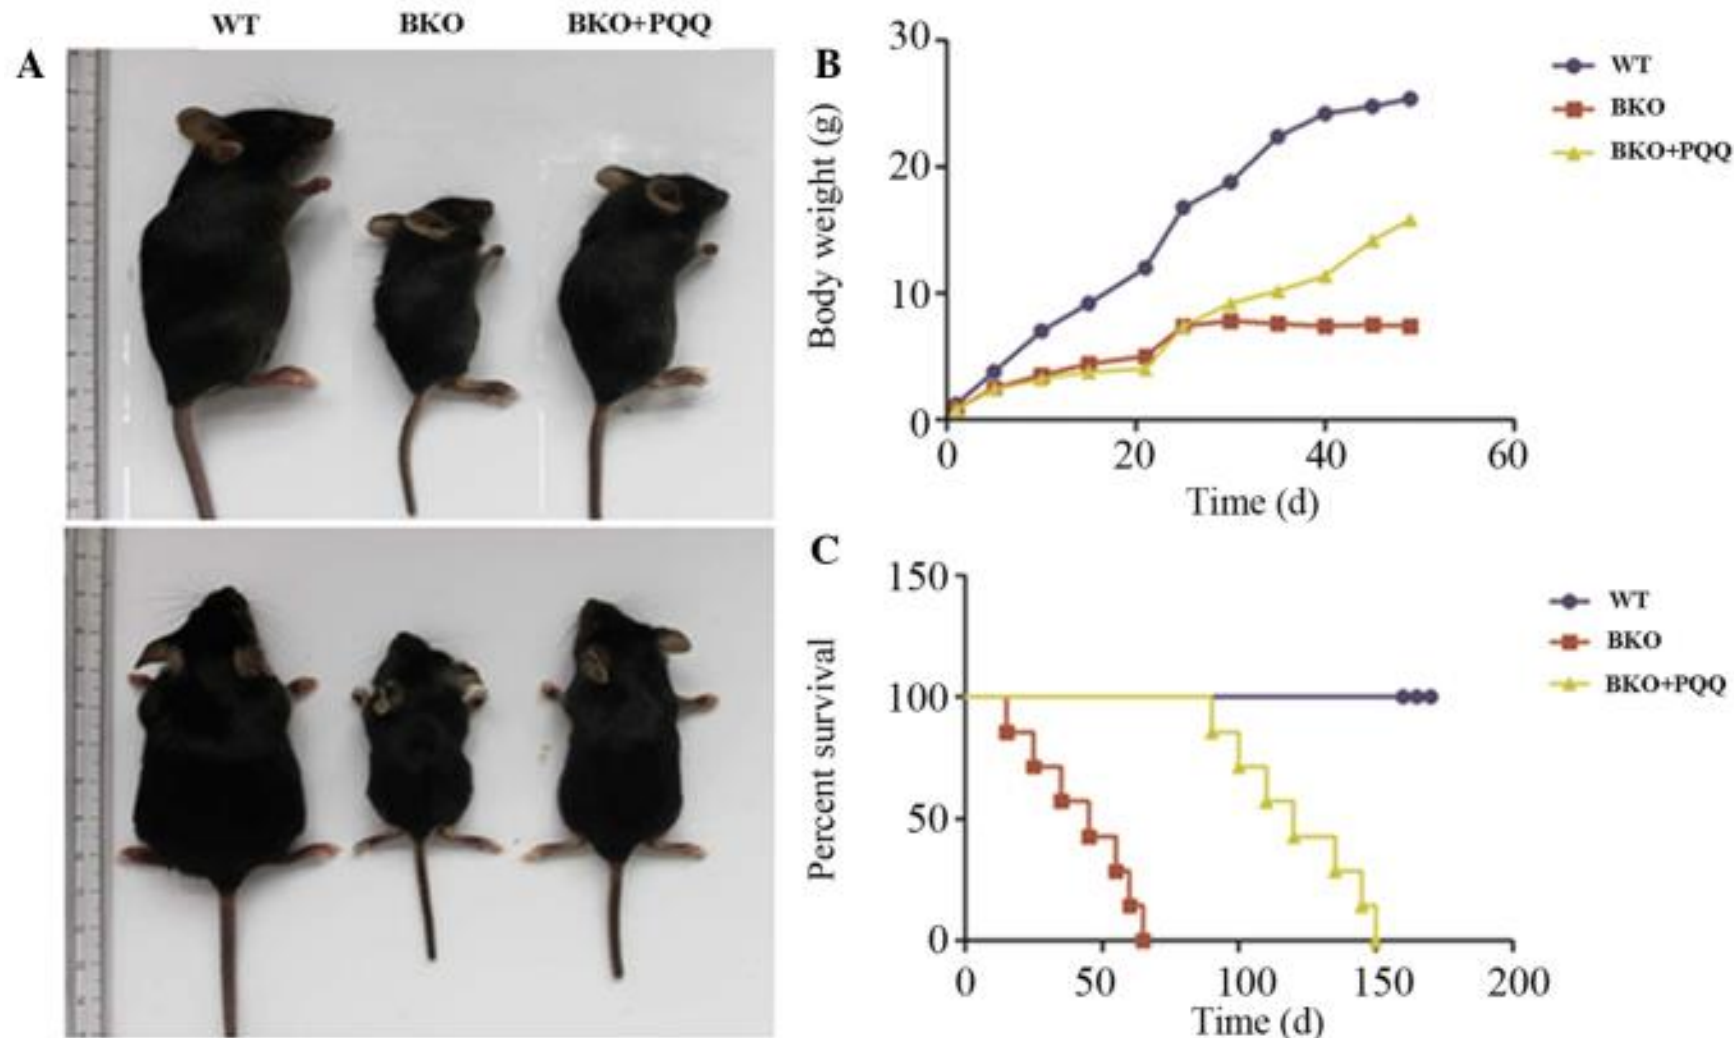 WT BKO BKO+PQQ
A
B
Body weight (g)
30
20
10
0
0 20 40 60
Time (d)
WT
BKO
BKO+PQQ
C
Percent survival
150
100
50
0
0 50 100 150 200
Time (d)
WT
BKO
BKO+PQQ